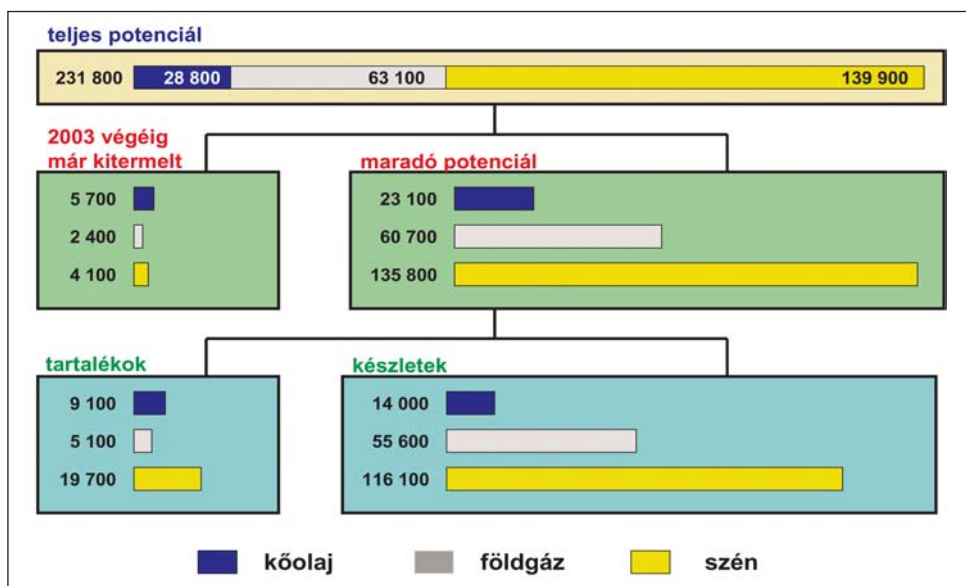 teljes potenciál
231 800 28 800 63 100 139 900
2003 végéig
már kitermelt
5 700
2 400
4 100
maradó potenciál
23 100
60 700
135 800
tartalékok
9 100
5 100
19 700
készletek
14 000
55 600
116 100
kőolaj földgáz szén